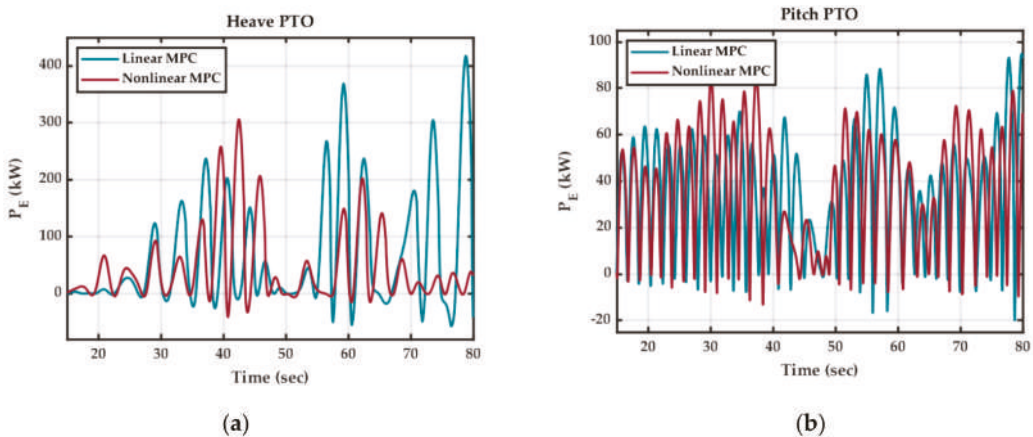 Heave PTO
Linear MPC
Nonlinear MPC
400
300
200
100
0
P_E (kW)
20 30 40 50 60 70 80
Time (sec)
(a)
Pitch PTO
Linear MPC
Nonlinear MPC
100
80
60
40
20
0
-20
P_E (kW)
20 30 40 50 60 70 80
Time (sec)
(b)